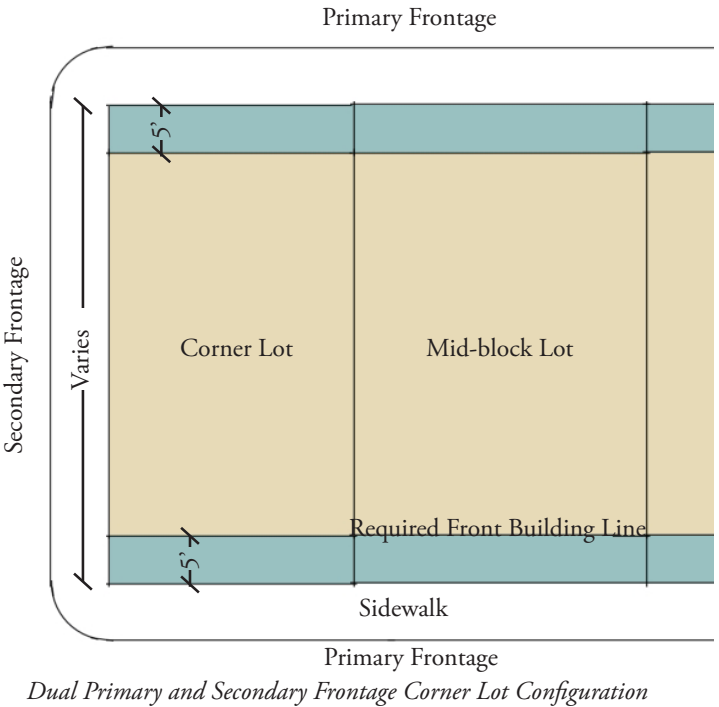 Primary Frontage
5'
Secondary Frontage
Varies
Corner Lot
Mid-block Lot
Required Front Building Line
5'
Sidewalk
Primary Frontage
Dual Primary and Secondary Frontage Corner Lot Configuration